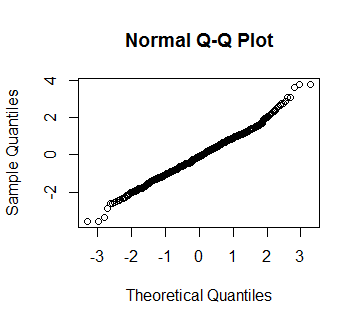 Normal Q-Q Plot
Sample Quantiles
4
2
0
-2
-3 -2 -1 0 1 2 3
Theoretical Quantiles